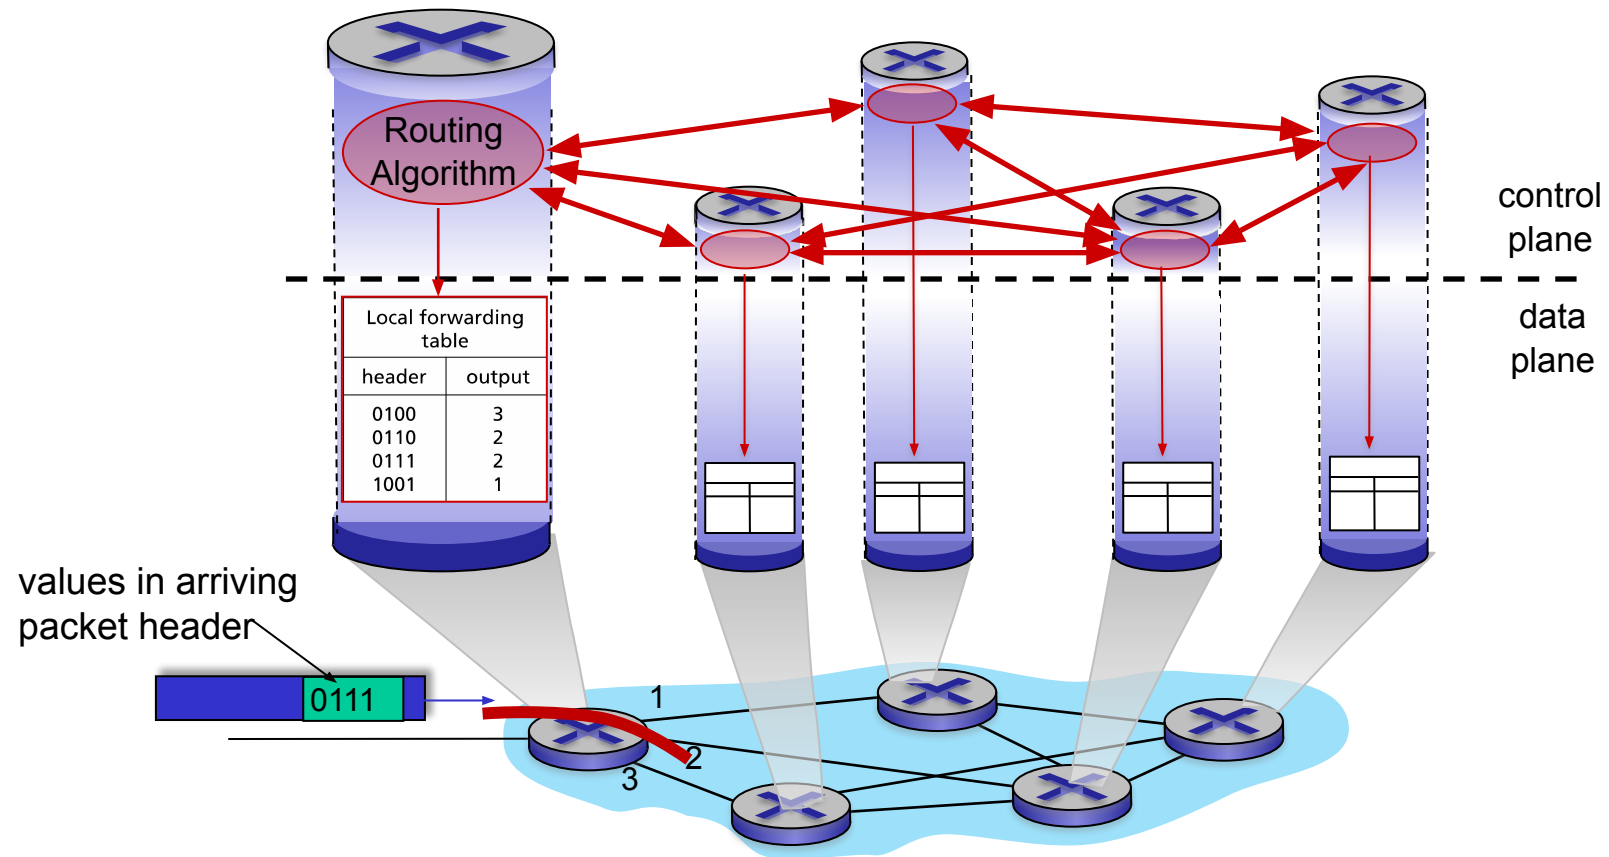 Routing
Algorithm
control
plane
data
plane
Local forwarding
table
header output
0100 3
0110 2
0111 2
1001 1
values in arriving
packet header
0111
1
2
3